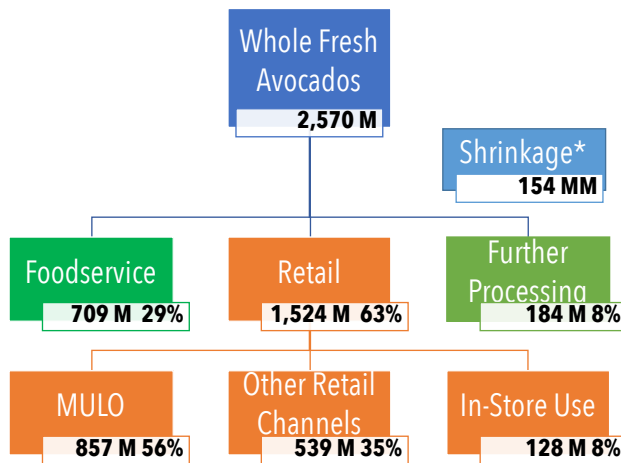 Whole Fresh
Avocados
2,570 M
Shrinkage*
154 MM
Foodservice
709 M 29%
Retail
1,524 M 63%
Further
Processing
184 M 8%
MULO
857 M 56%
Other Retail
Channels
539 M 35%
In-Store Use
128 M 8%